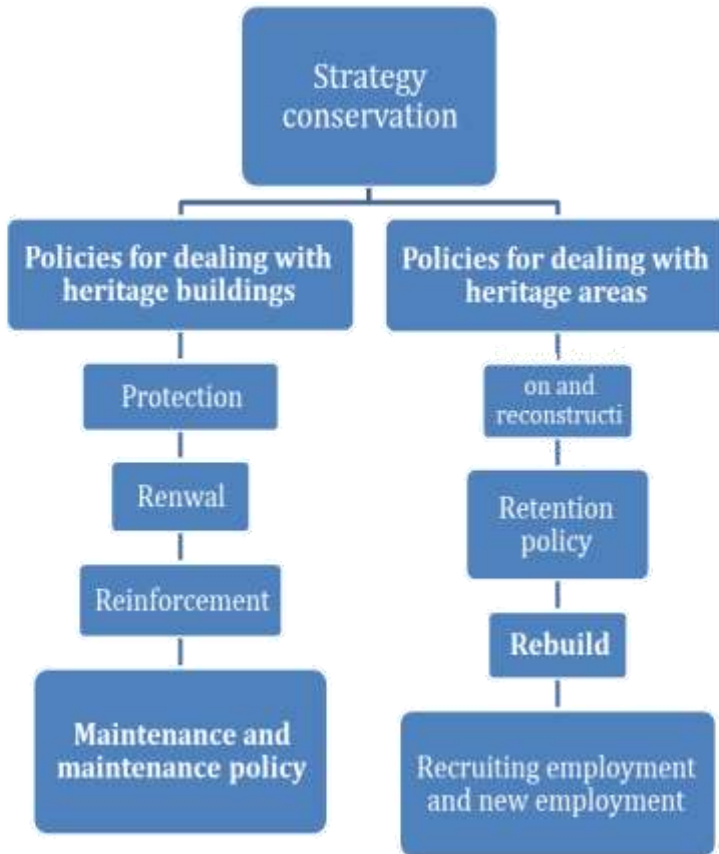 Strategy
conservation
Policies for dealing with
heritage buildings
Policies for dealing with
heritage areas
Protection
on and
reconstructi
Renwal
Retention
policy
Reinforcement
Rebuild
Maintenance and
maintenance policy
Recruiting employment
and new employment